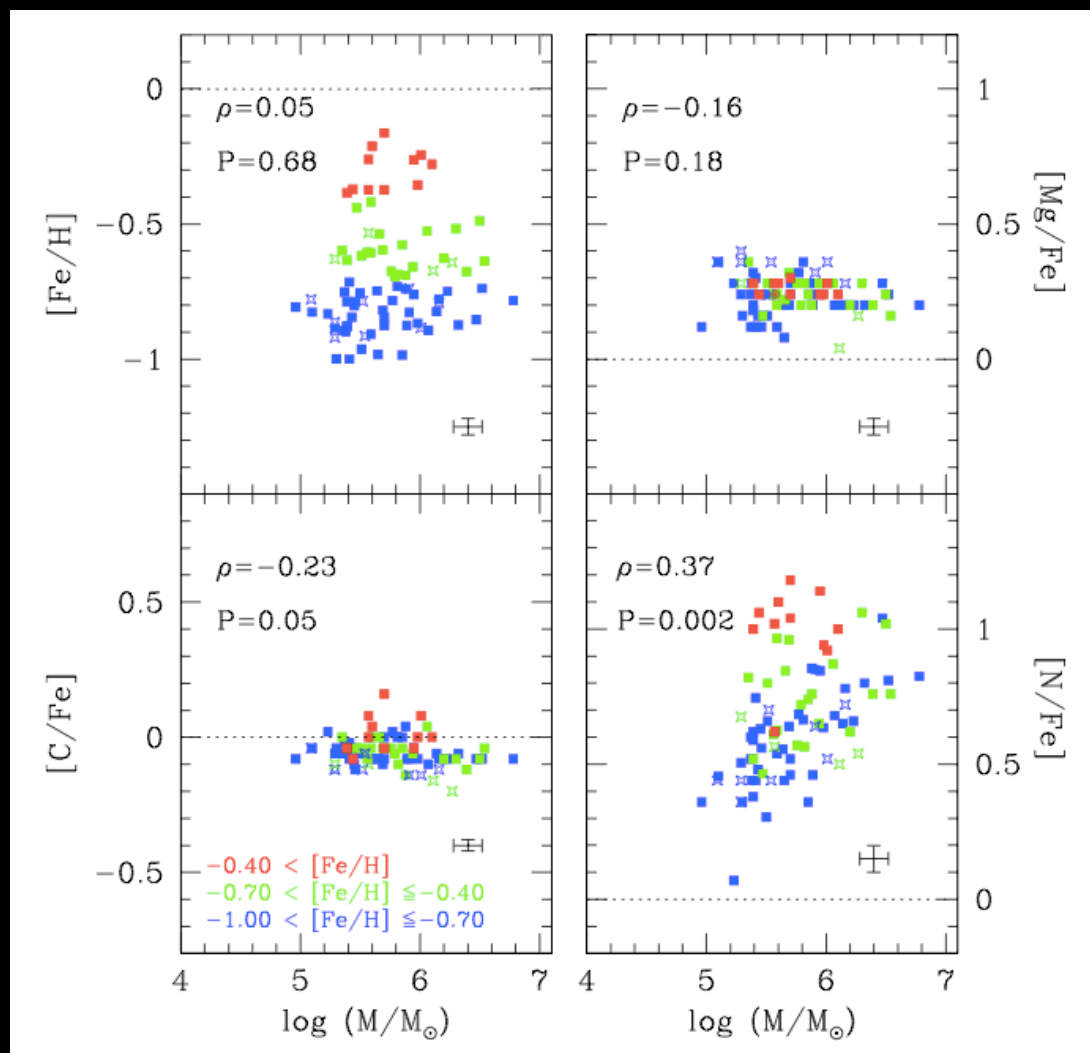 0
−0.5
−1
[Fe/H]
ρ=0.05
P=0.68
ρ=−0.16
P=0.18
1
0.5
0
[Mg/Fe]
0.5
0
−0.5
[C/Fe]
ρ=−0.23
P=0.05
−0.40 < [Fe/H]
−0.70 < [Fe/H] ≦−0.40
−1.00 < [Fe/H] ≦−0.70
ρ=0.37
P=0.002
1
0.5
0
[N/Fe]
4 5 6 7
log (M/M⊙)
5 6 7
log (M/M⊙)